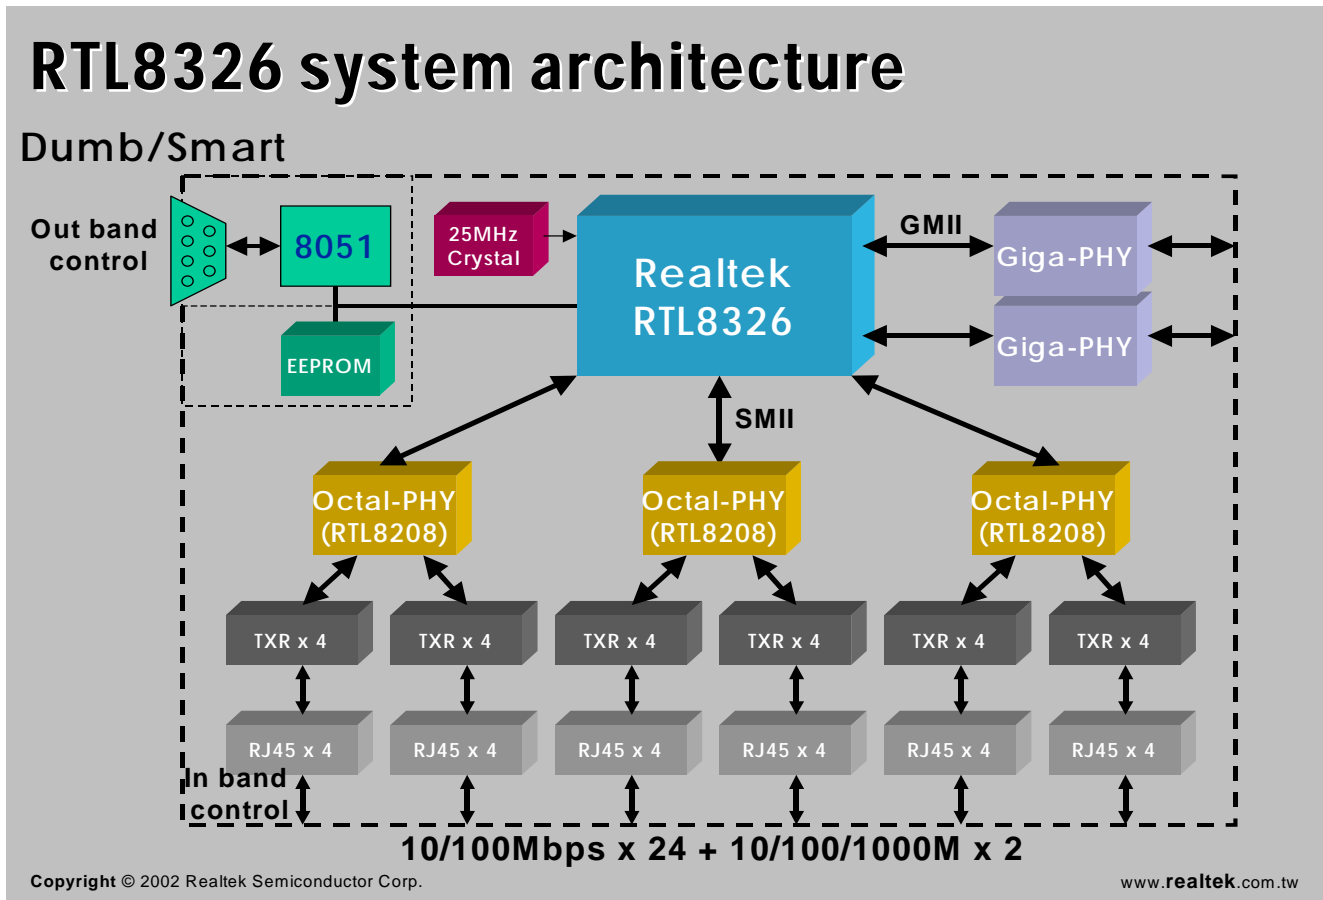 RTL8326 system architecture
Dumb/Smart
Out band
control
8051
EEPROM
25MHz
Crystal
Realtek
RTL8326
GMII
Giga-PHY
Giga-PHY
SMII
Octal-PHY
(RTL8208)
Octal-PHY
(RTL8208)
Octal-PHY
(RTL8208)
TXR x 4
TXR x 4
TXR x 4
TXR x 4
TXR x 4
TXR x 4
RJ45 x 4
RJ45 x 4
RJ45 x 4
RJ45 x 4
RJ45 x 4
RJ45 x 4
In band
control
10/100Mbps x 24 + 10/100/1000M x 2
Copyright © 2002 Realtek Semiconductor Corp.
www.realtek.com.tw